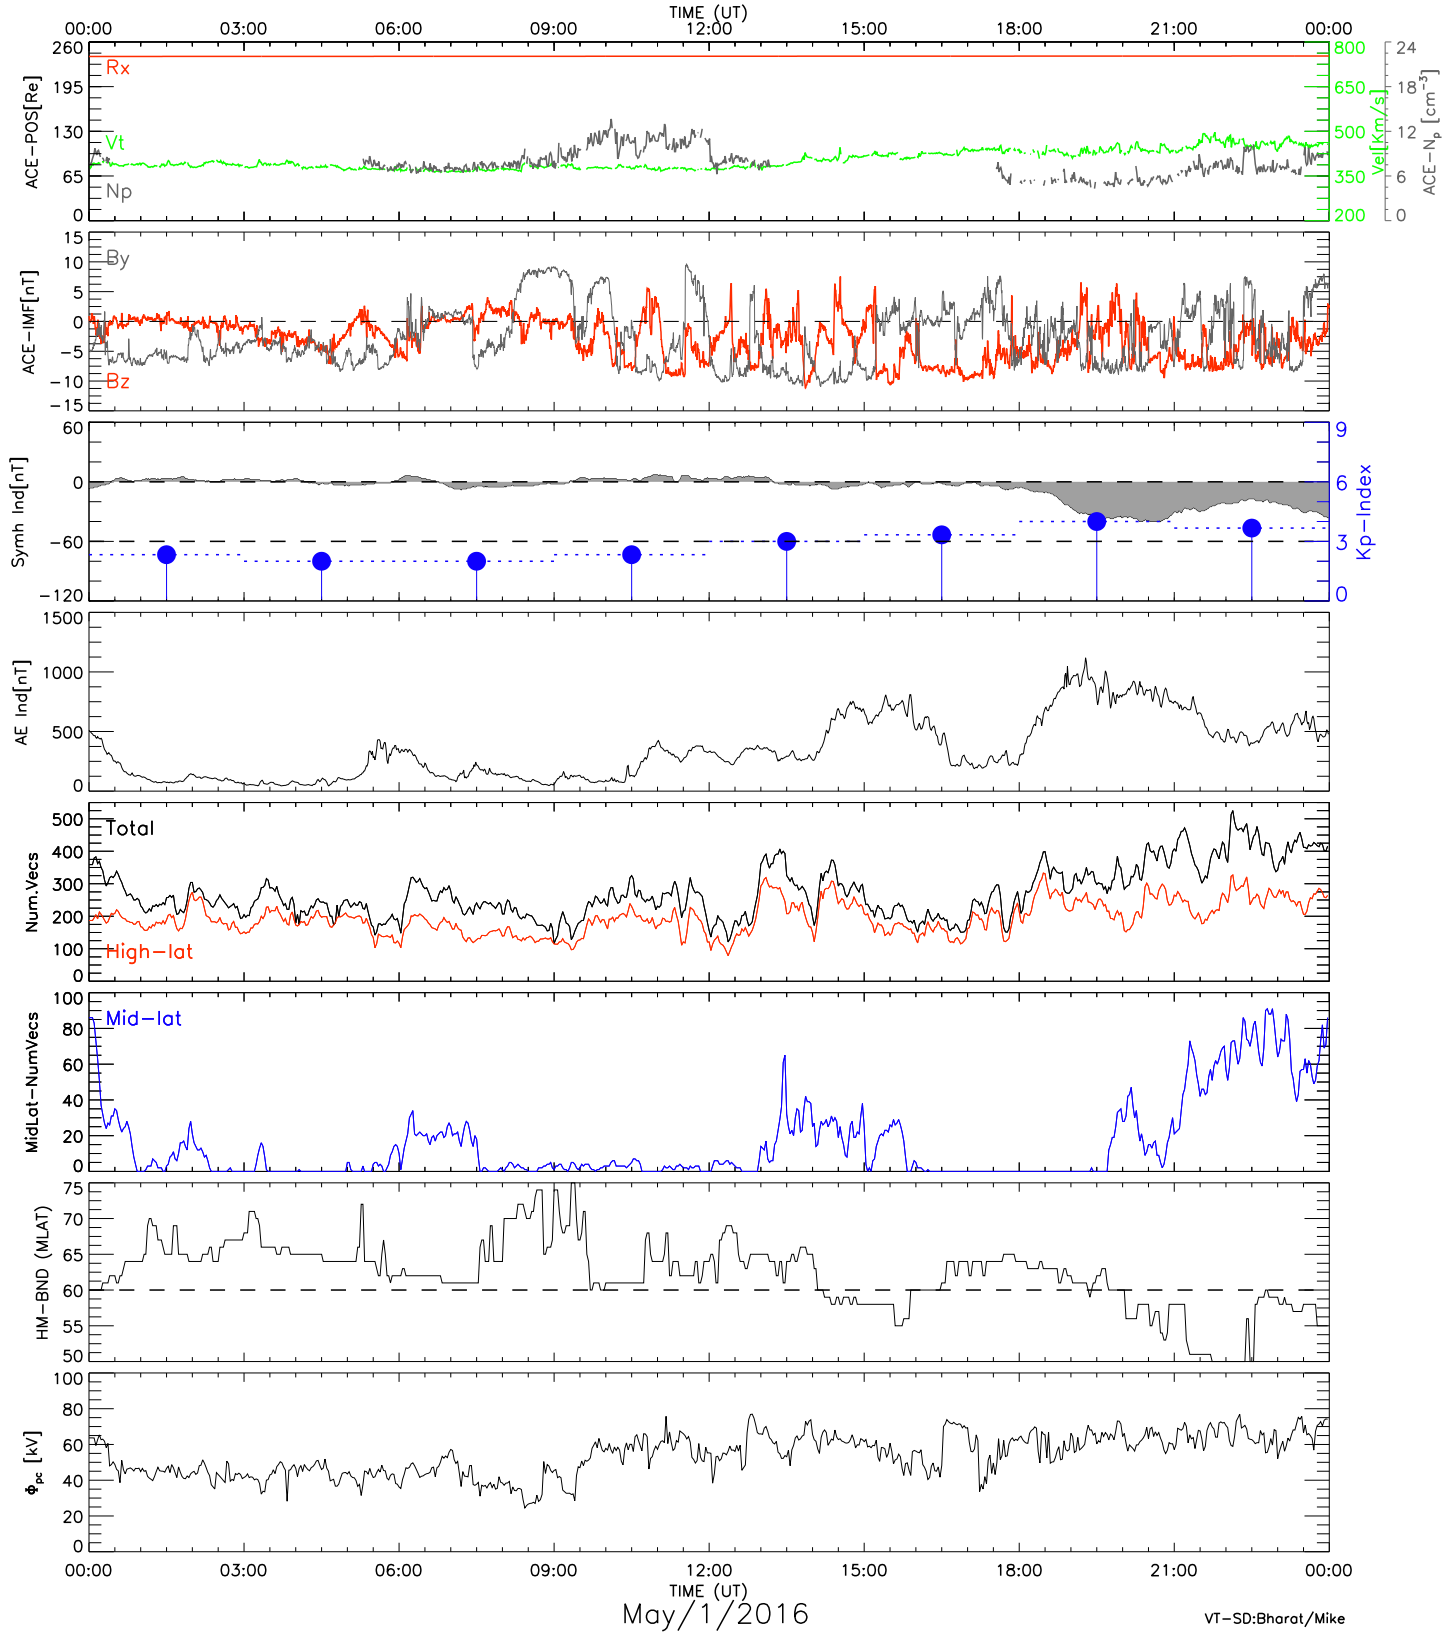 TIME (UT)
00:00 03:00 06:00 09:00 12:00 15:00 18:00 21:00 00:00
260 195 130 65 0
ACE-POS[Re]
Rx
Vt
Np
800 650 500 350 200
Vel[Km/s]
24 18 12 6 0
ACE-Np [cm-3]
15 10 5 0 -5 -10 -15
ACE-IMF[nT]
By
Bz
60 0 -60 -120
Symh Ind[nT]
9 6 3 0
Kp-Index
1500 1000 500 0
AE Ind[nT]
500 400 300 200 100 0
Num.Vecs
Total
High-lat
100 80 60 40 20 0
MidLat-NumVecs
Mid-lat
75 70 65 60 55 50
HM-BND (MLAT)
100 80 60 40 20 0
Φpc [kV]
00:00 03:00 06:00 09:00 12:00 15:00 18:00 21:00 00:00
TIME (UT)
May/1/2016
VT-SD:Bharat/Mike